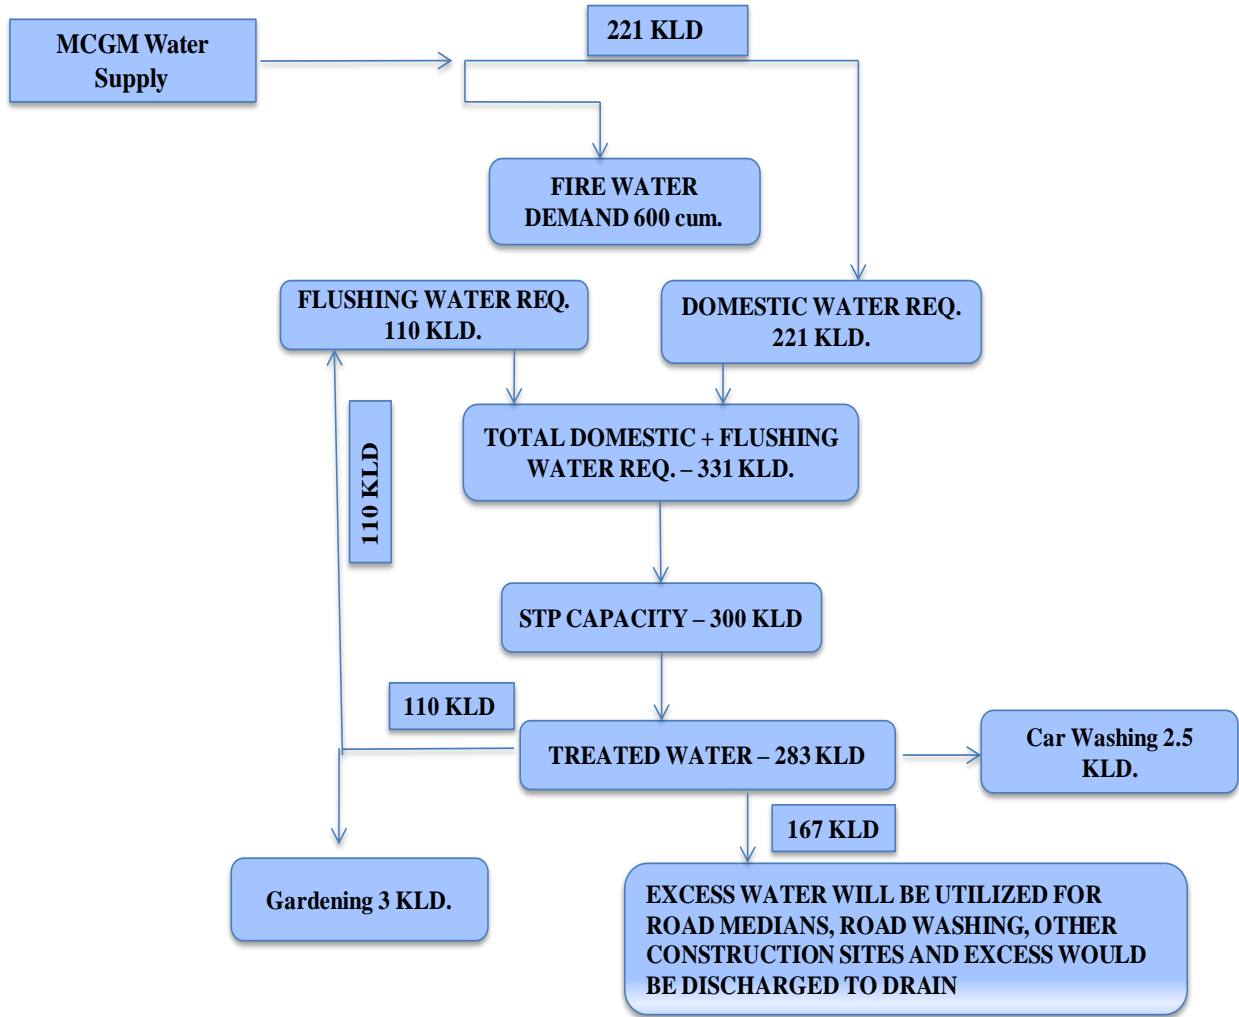 MCGM Water
Supply
221 KLD
FIRE WATER
DEMAND 600 cum.
FLUSHING WATER REQ.
110 KLD.
DOMESTIC WATER REQ.
221 KLD.
110 KLD
TOTAL DOMESTIC + FLUSHING
WATER REQ. – 331 KLD.
STP CAPACITY – 300 KLD
110 KLD
TREATED WATER – 283 KLD
Car Washing 2.5
KLD.
167 KLD
Gardening 3 KLD.
EXCESS WATER WILL BE UTILIZED FOR
ROAD MEDIANS, ROAD WASHING, OTHER
CONSTRUCTION SITES AND EXCESS WOULD
BE DISCHARGED TO DRAIN